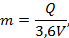 m = Q / 3,6V,